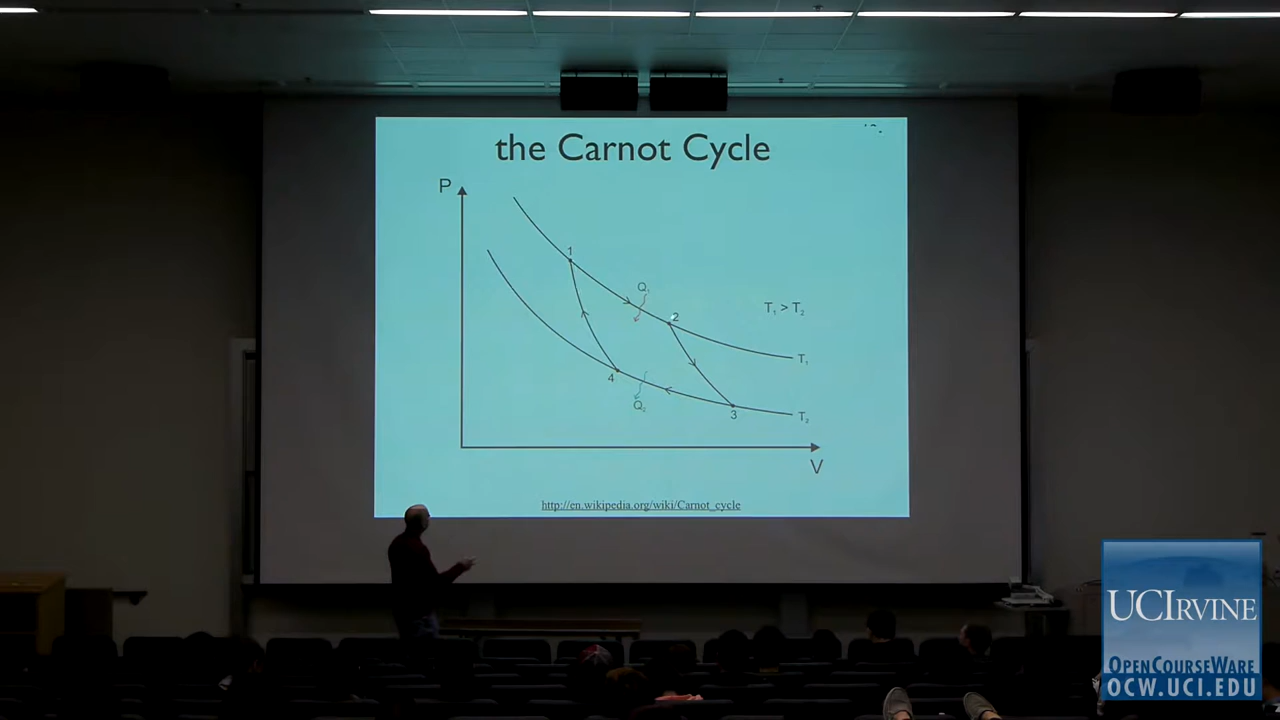 the Carnot Cycle
P
1
Q₁
2
T₁ > T₂
T₁
4
Q₂
3
T₂
V
http://en.wikipedia.org/wiki/Carnot_cycle
UCIRVINE
OPENCOURSEWARE
OCW.UCI.EDU